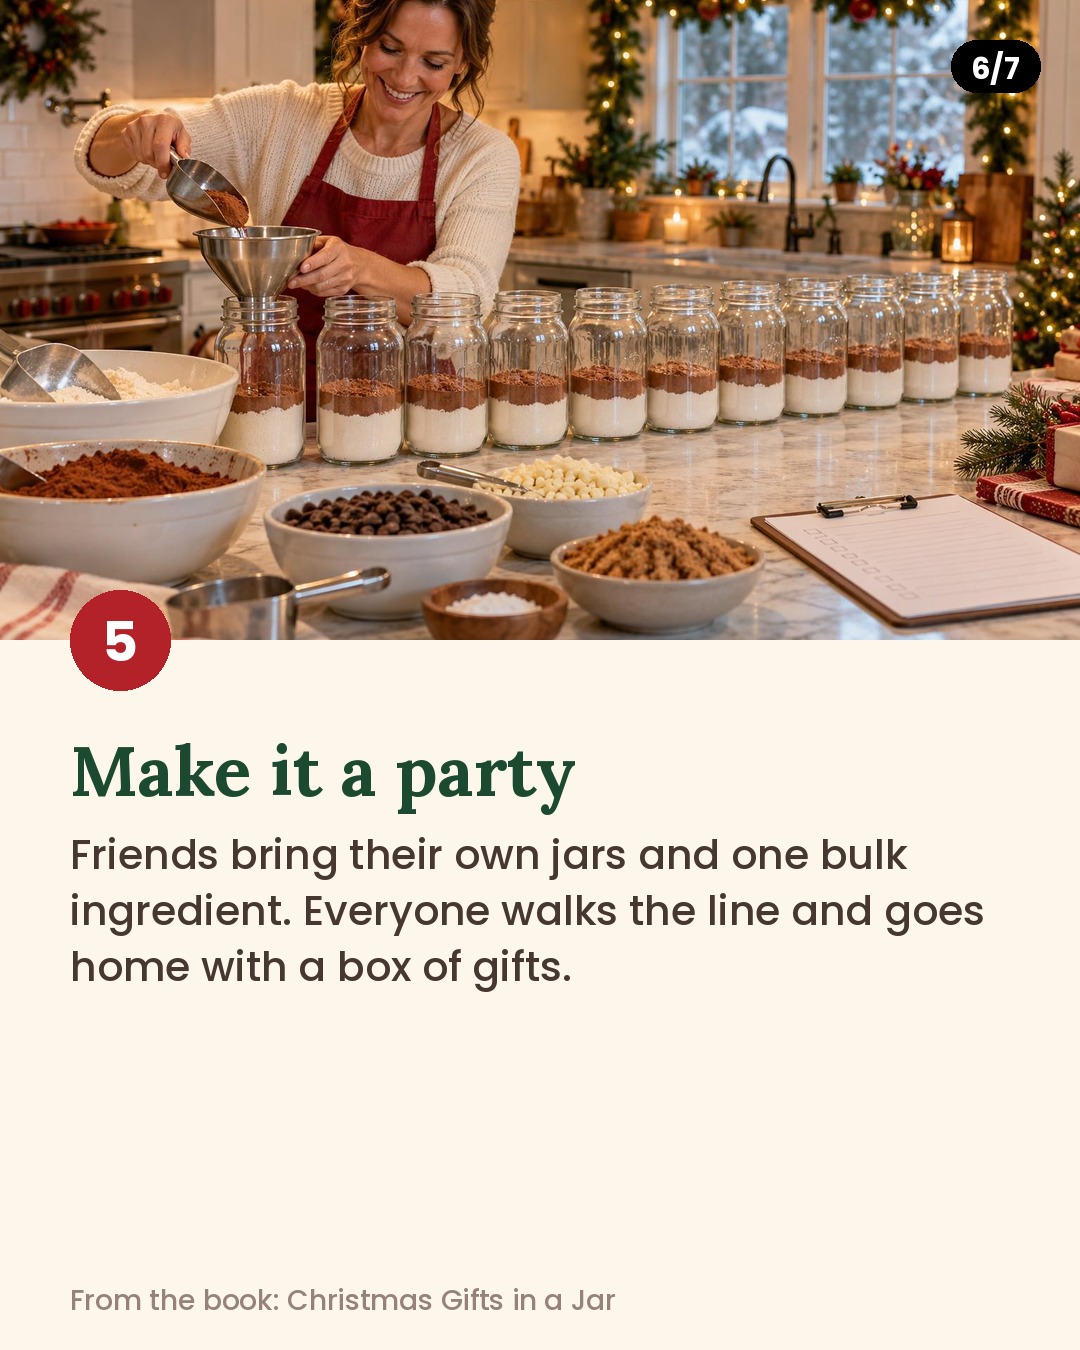 6/7
5
Make it a party
Friends bring their own jars and one bulk
ingredient. Everyone walks the line and goes
home with a box of gifts.
From the book: Christmas Gifts in a Jar